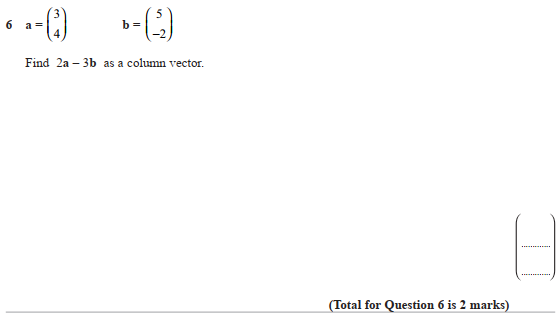 6 a = (3 4) b = (5 -2)
Find 2a – 3b as a column vector.
(Total for Question 6 is 2 marks)